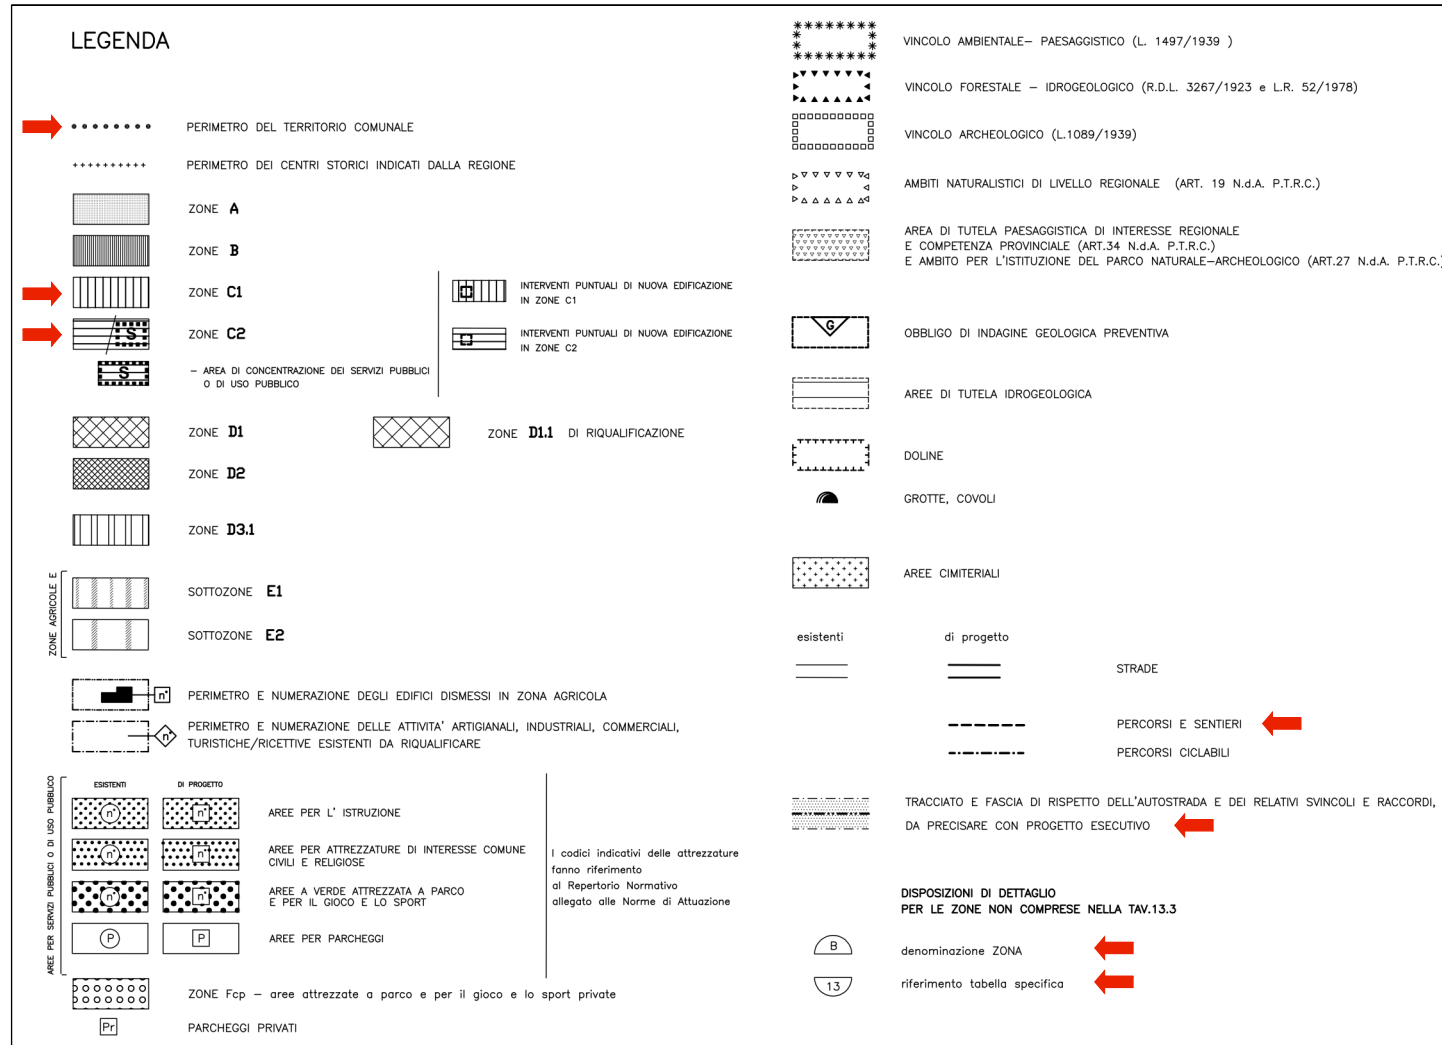 LEGENDA
PERIMETRO DEL TERRITORIO COMUNALE
PERIMETRO DEI CENTRI STORICI INDICATI DALLA REGIONE
ZONE A
ZONE B
ZONE C1
INTERVENTI PUNTUALI DI NUOVA EDIFICAZIONE
IN ZONE C1
S
ZONE C2
INTERVENTI PUNTUALI DI NUOVA EDIFICAZIONE
IN ZONE C2
S
– AREA DI CONCENTRAZIONE DEI SERVIZI PUBBLICI
O DI USO PUBBLICO
ZONE D1
ZONE D1.1 DI RIQUALIFICAZIONE
ZONE D2
ZONE D3.1
ZONE AGRICOLE E
SOTTOZONE E1
SOTTOZONE E2
n°
PERIMETRO E NUMERAZIONE DEGLI EDIFICI DISMESSI IN ZONA AGRICOLA
n°
PERIMETRO E NUMERAZIONE DELLE ATTIVITA' ARTIGIANALI, INDUSTRIALI, COMMERCIALI,
TURISTICHE/RICETTIVE ESISTENTI DA RIQUALIFICARE
AREE PER SERVIZI PUBBLICI O DI USO PUBBLICO
ESISTENTI DI PROGETTO
n° n° AREE PER L' ISTRUZIONE
n° n° AREE PER ATTREZZATURE DI INTERESSE COMUNE
CIVILI E RELIGIOSE
n° n° AREE A VERDE ATTREZZATA A PARCO
E PER IL GIOCO E LO SPORT
P P AREE PER PARCHEGGI
I codici indicativi delle attrezzature
fanno riferimento
al Repertorio Normativo
allegato alle Norme di Attuazione
ZONE Fcp – aree attrezzate a parco e per il gioco e lo sport private
Pr PARCHEGGI PRIVATI
VINCOLO AMBIENTALE– PAESAGGISTICO (L. 1497/1939 )
VINCOLO FORESTALE – IDROGEOLOGICO (R.D.L. 3267/1923 e L.R. 52/1978)
VINCOLO ARCHEOLOGICO (L.1089/1939)
AMBITI NATURALISTICI DI LIVELLO REGIONALE (ART. 19 N.d.A. P.T.R.C.)
AREA DI TUTELA PAESAGGISTICA DI INTERESSE REGIONALE
E COMPETENZA PROVINCIALE (ART.34 N.d.A. P.T.R.C.)
E AMBITO PER L'ISTITUZIONE DEL PARCO NATURALE–ARCHEOLOGICO (ART.27 N.d.A. P.T.R.C.)
G
OBBLIGO DI INDAGINE GEOLOGICA PREVENTIVA
AREE DI TUTELA IDROGEOLOGICA
DOLINE
GROTTE, COVOLI
AREE CIMITERIALI
esistenti di progetto
STRADE
PERCORSI E SENTIERI
PERCORSI CICLABILI
TRACCIATO E FASCIA DI RISPETTO DELL'AUTOSTRADA E DEI RELATIVI SVINCOLI E RACCORDI,
DA PRECISARE CON PROGETTO ESECUTIVO
DISPOSIZIONI DI DETTAGLIO
PER LE ZONE NON COMPRESE NELLA TAV.13.3
B denominazione ZONA
13 riferimento tabella specifica